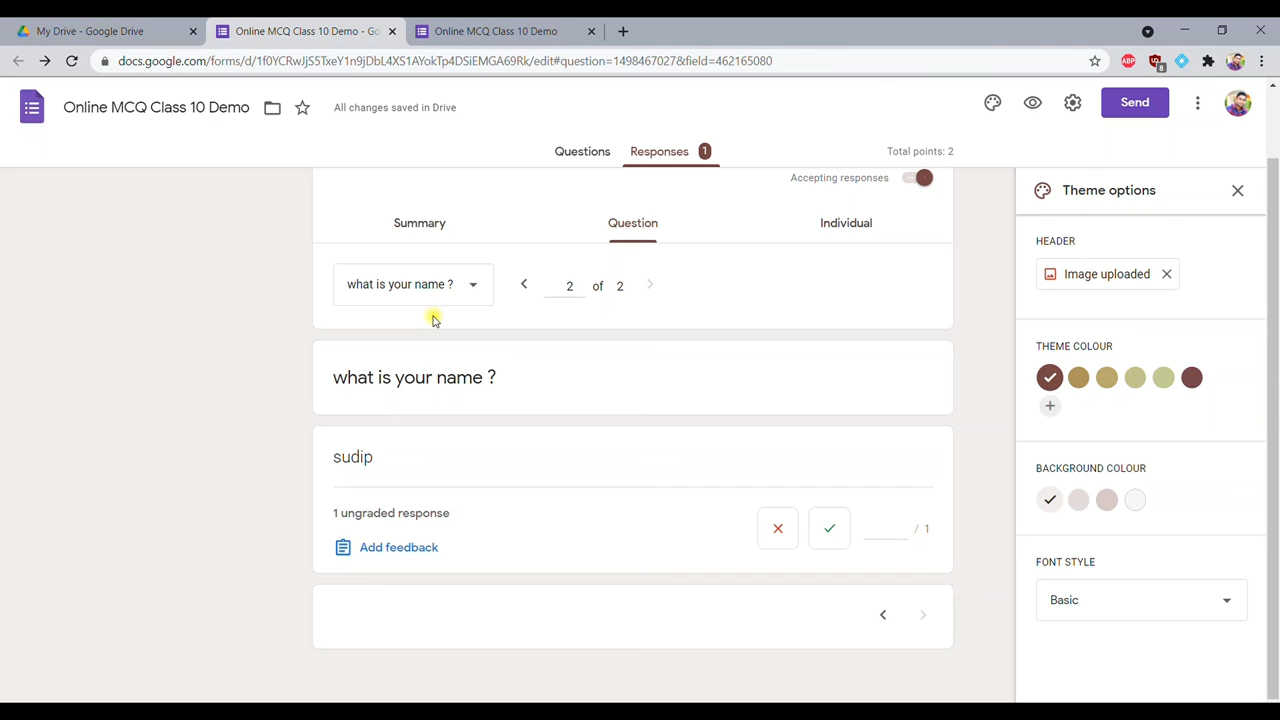 My Drive - Google Drive
Online MCQ Class 10 Demo - Go
Online MCQ Class 10 Demo
docs.google.com/forms/d/1f0YCRwJjS5TxeY1n9jDbL4XS1AVakTp4DSiEThGA69Rk/edit#question=1498467027&field=462165080
ABP
8
Online MCQ Class 10 Demo
All changes saved in Drive
Send
Questions
Responses
1
Total points: 2
Accepting responses
Theme options
Summary
Question
Individual
HEADER
Image uploaded
what is your name ?
2 of 2
THEME COLOUR
what is your name ?
sudip
BACKGROUND COLOUR
1 ungraded response
/ 1
Add feedback
FONT STYLE
Basic